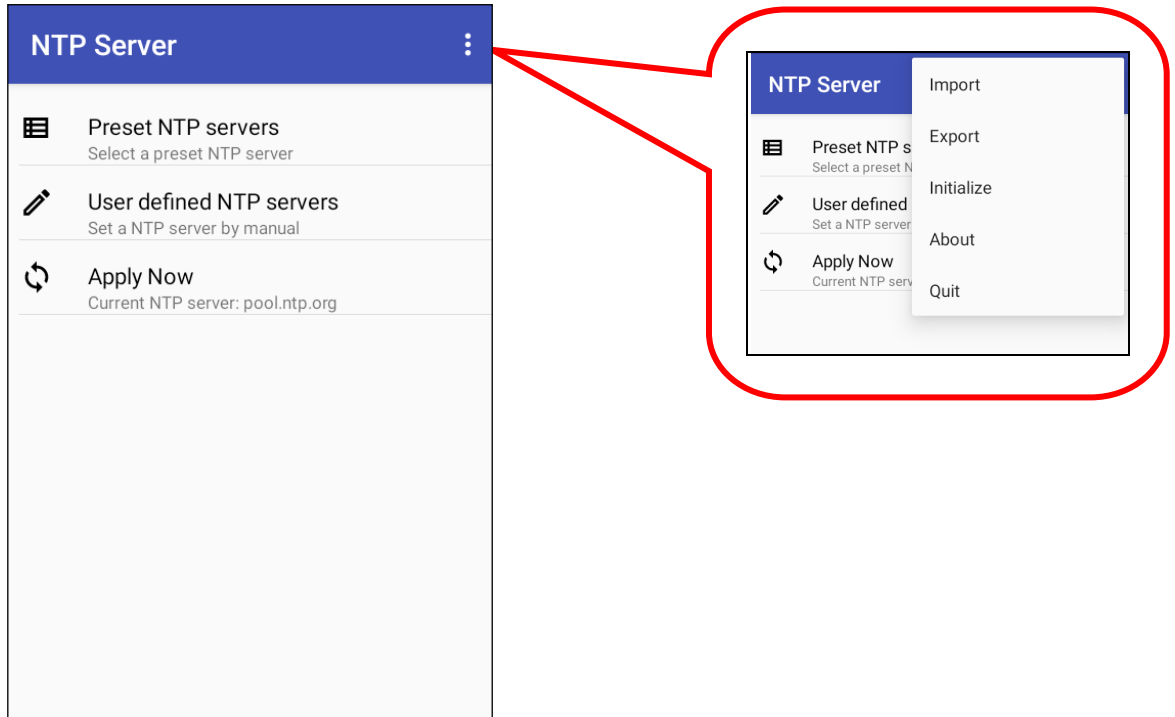 NTP Server
Preset NTP servers
Select a preset NTP server
User defined NTP servers
Set a NTP server by manual
Apply Now
Current NTP server: pool.ntp.org
NTP Server
Preset NTP s
Select a preset N
User defined
Set a NTP server
Apply Now
Current NTP serv
Import
Export
Initialize
About
Quit